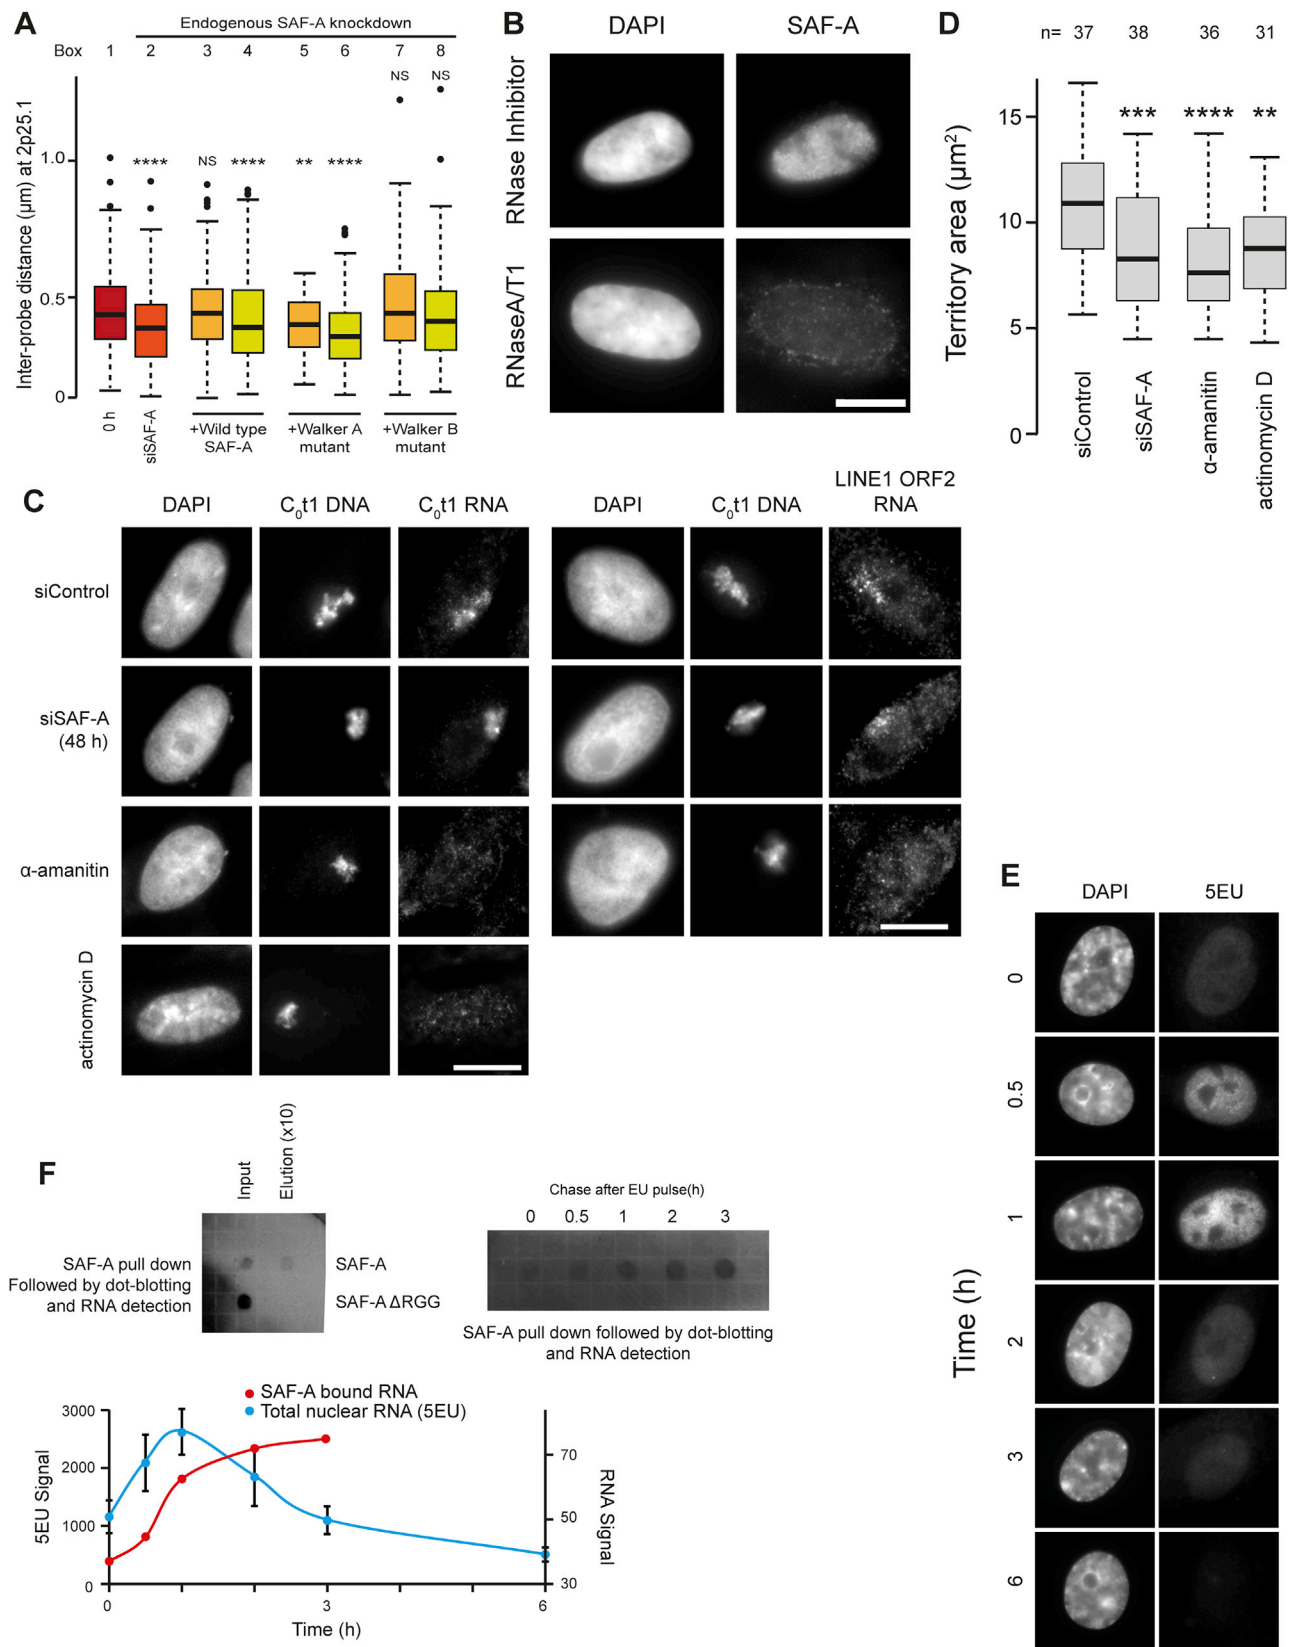 A
Endogenous SAF-A knockdown
Box 1 2 3 4 5 6 7 8
NS NS
**** NS **** ** ****
Inter-probe distance (µm) at 2p25.1
1.0
0.5
0
0 h
siSAF-A
+Wild type
SAF-A
+Walker A
mutant
+Walker B
mutant
B
DAPI SAF-A
RNase Inhibitor
RNaseA/T1
D
n= 37 38 36 31
*** **** **
Territory area (µm²)
15
10
5
0
siControl
siSAF-A
α-amanitin
actinomycin D
C
DAPI C₀t1 DNA C₀t1 RNA DAPI C₀t1 DNA LINE1 ORF2
RNA
siControl
siSAF-A
(48 h)
α-amanitin
actinomycin D
E
DAPI 5EU
Time (h)
0
0.5
1
2
3
6
F
Input
Elution (x10)
SAF-A pull down
Followed by dot-blotting
and RNA detection
SAF-A
SAF-A ΔRGG
Chase after EU pulse(h)
0 0.5 1 2 3
SAF-A pull down followed by dot-blotting
and RNA detection
SAF-A bound RNA
Total nuclear RNA (5EU)
5EU Signal
3000
2000
1000
0
RNA Signal
70
50
30
0 3 6
Time (h)